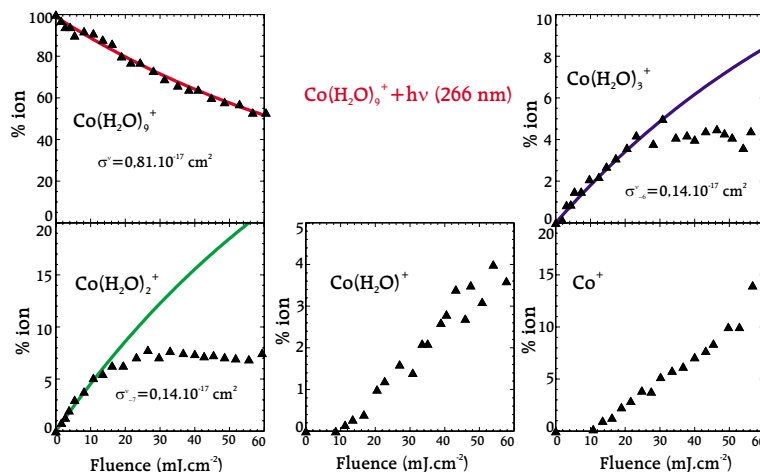 100
80
60
40
20
0
% ion
Co(H₂O)₉⁺
σᵛ=0,81.10⁻¹⁷ cm²
Co(H₂O)₉⁺+hν (266 nm)
10
8
6
4
2
0
% ion
Co(H₂O)₃⁺
σᵛ₋₆=0,14.10⁻¹⁷ cm²
20
15
10
5
0
% ion
Co(H₂O)₂⁺
σᵛ₋₇=0,14.10⁻¹⁷ cm²
0 10 20 30 40 50 60
Fluence (mJ.cm⁻²)
5
4
3
2
1
0
% ion
Co(H₂O)⁺
0 10 20 30 40 50 60
Fluence (mJ.cm⁻²)
20
15
10
5
0
% ion
Co⁺
0 10 20 30 40 50 60
Fluence (mJ.cm⁻²)